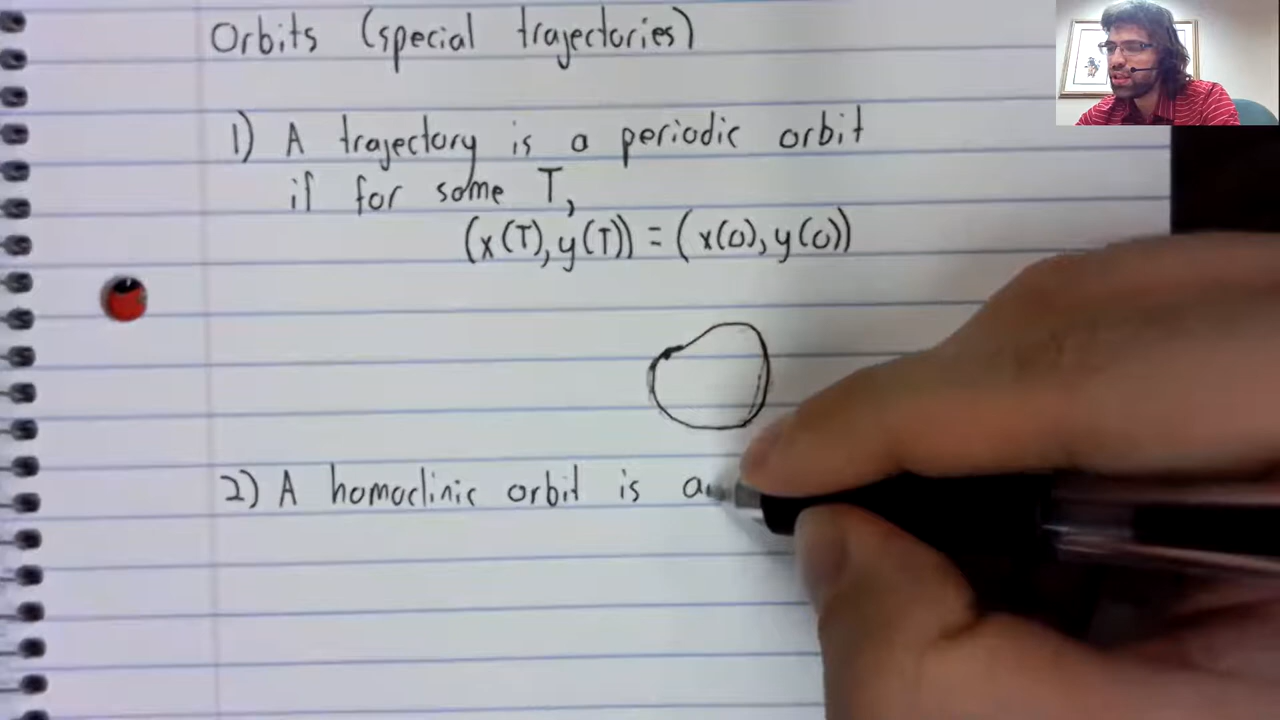 Orbits (special trajectories)
1) A trajectory is a periodic orbit
if for some T,
(x(T), y(T)) = (x(0), y(0))
2) A homoclinic orbit is